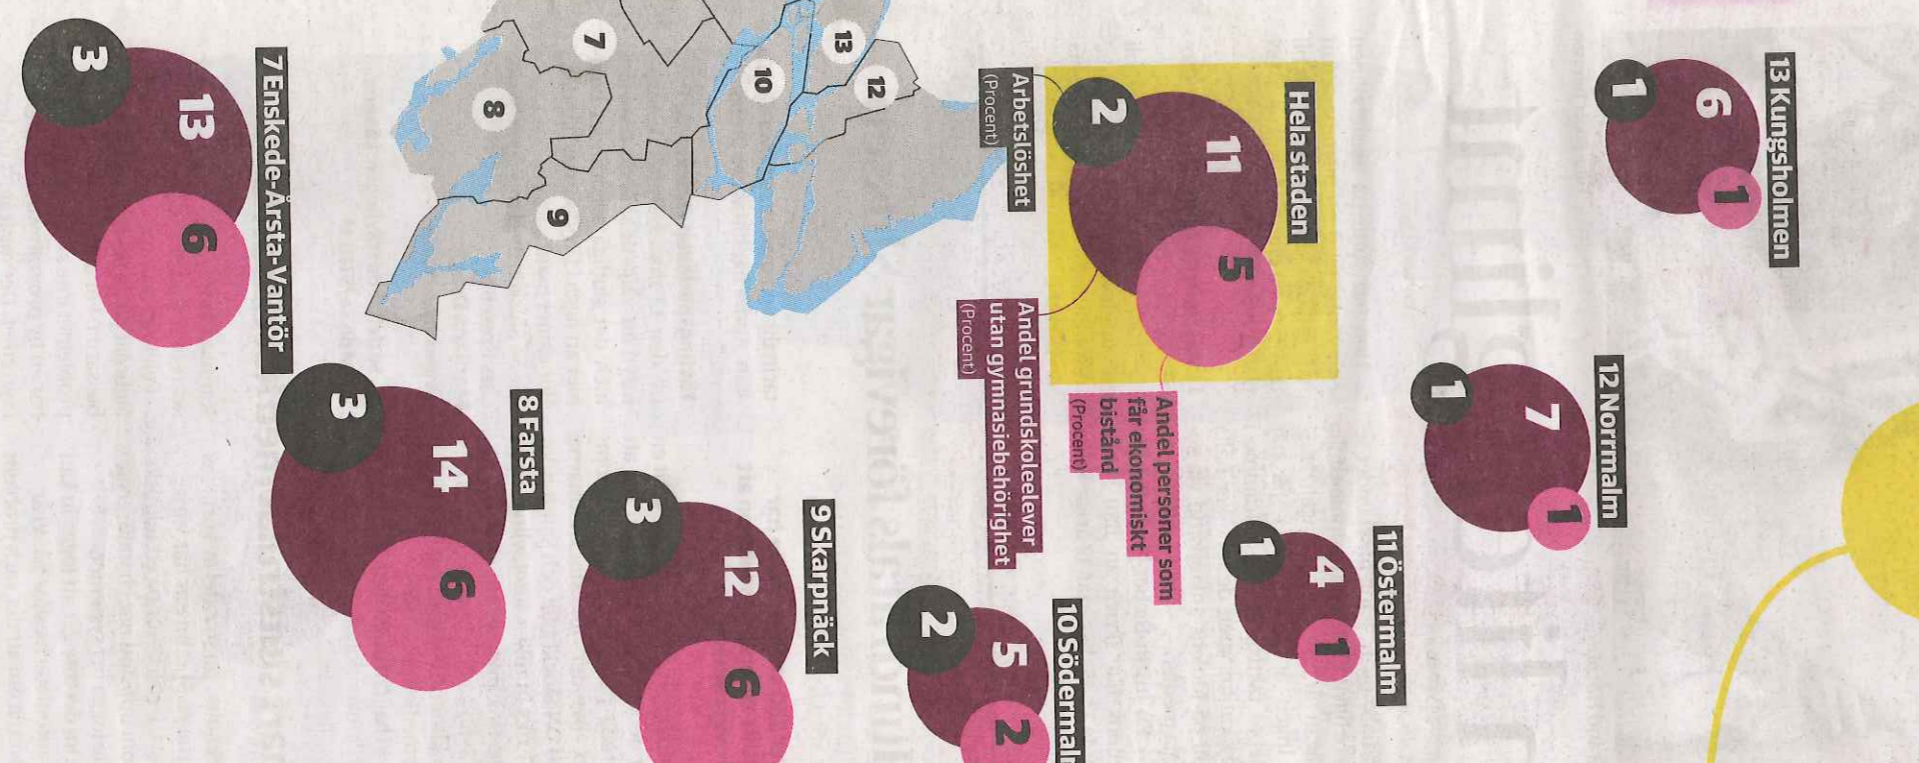 13 Kungsholmen
6
1
1
12 Norrmalm
7
1
1
11 Östermalm
4
1
1
Hela staden
11
2
5
Arbetslöshet
(Procent)
Andel grundskoleelever
utan gymnasiebehörighet
(Procent)
Andel personer som
får ekonomiskt
bistånd
(Procent)
10 Södermalm
5
2
2
9 Skarpnäck
12
3
6
8 Farsta
14
3
6
7 Enskede-Årsta-Vantör
13
3
6
13
12
10
7
8
9